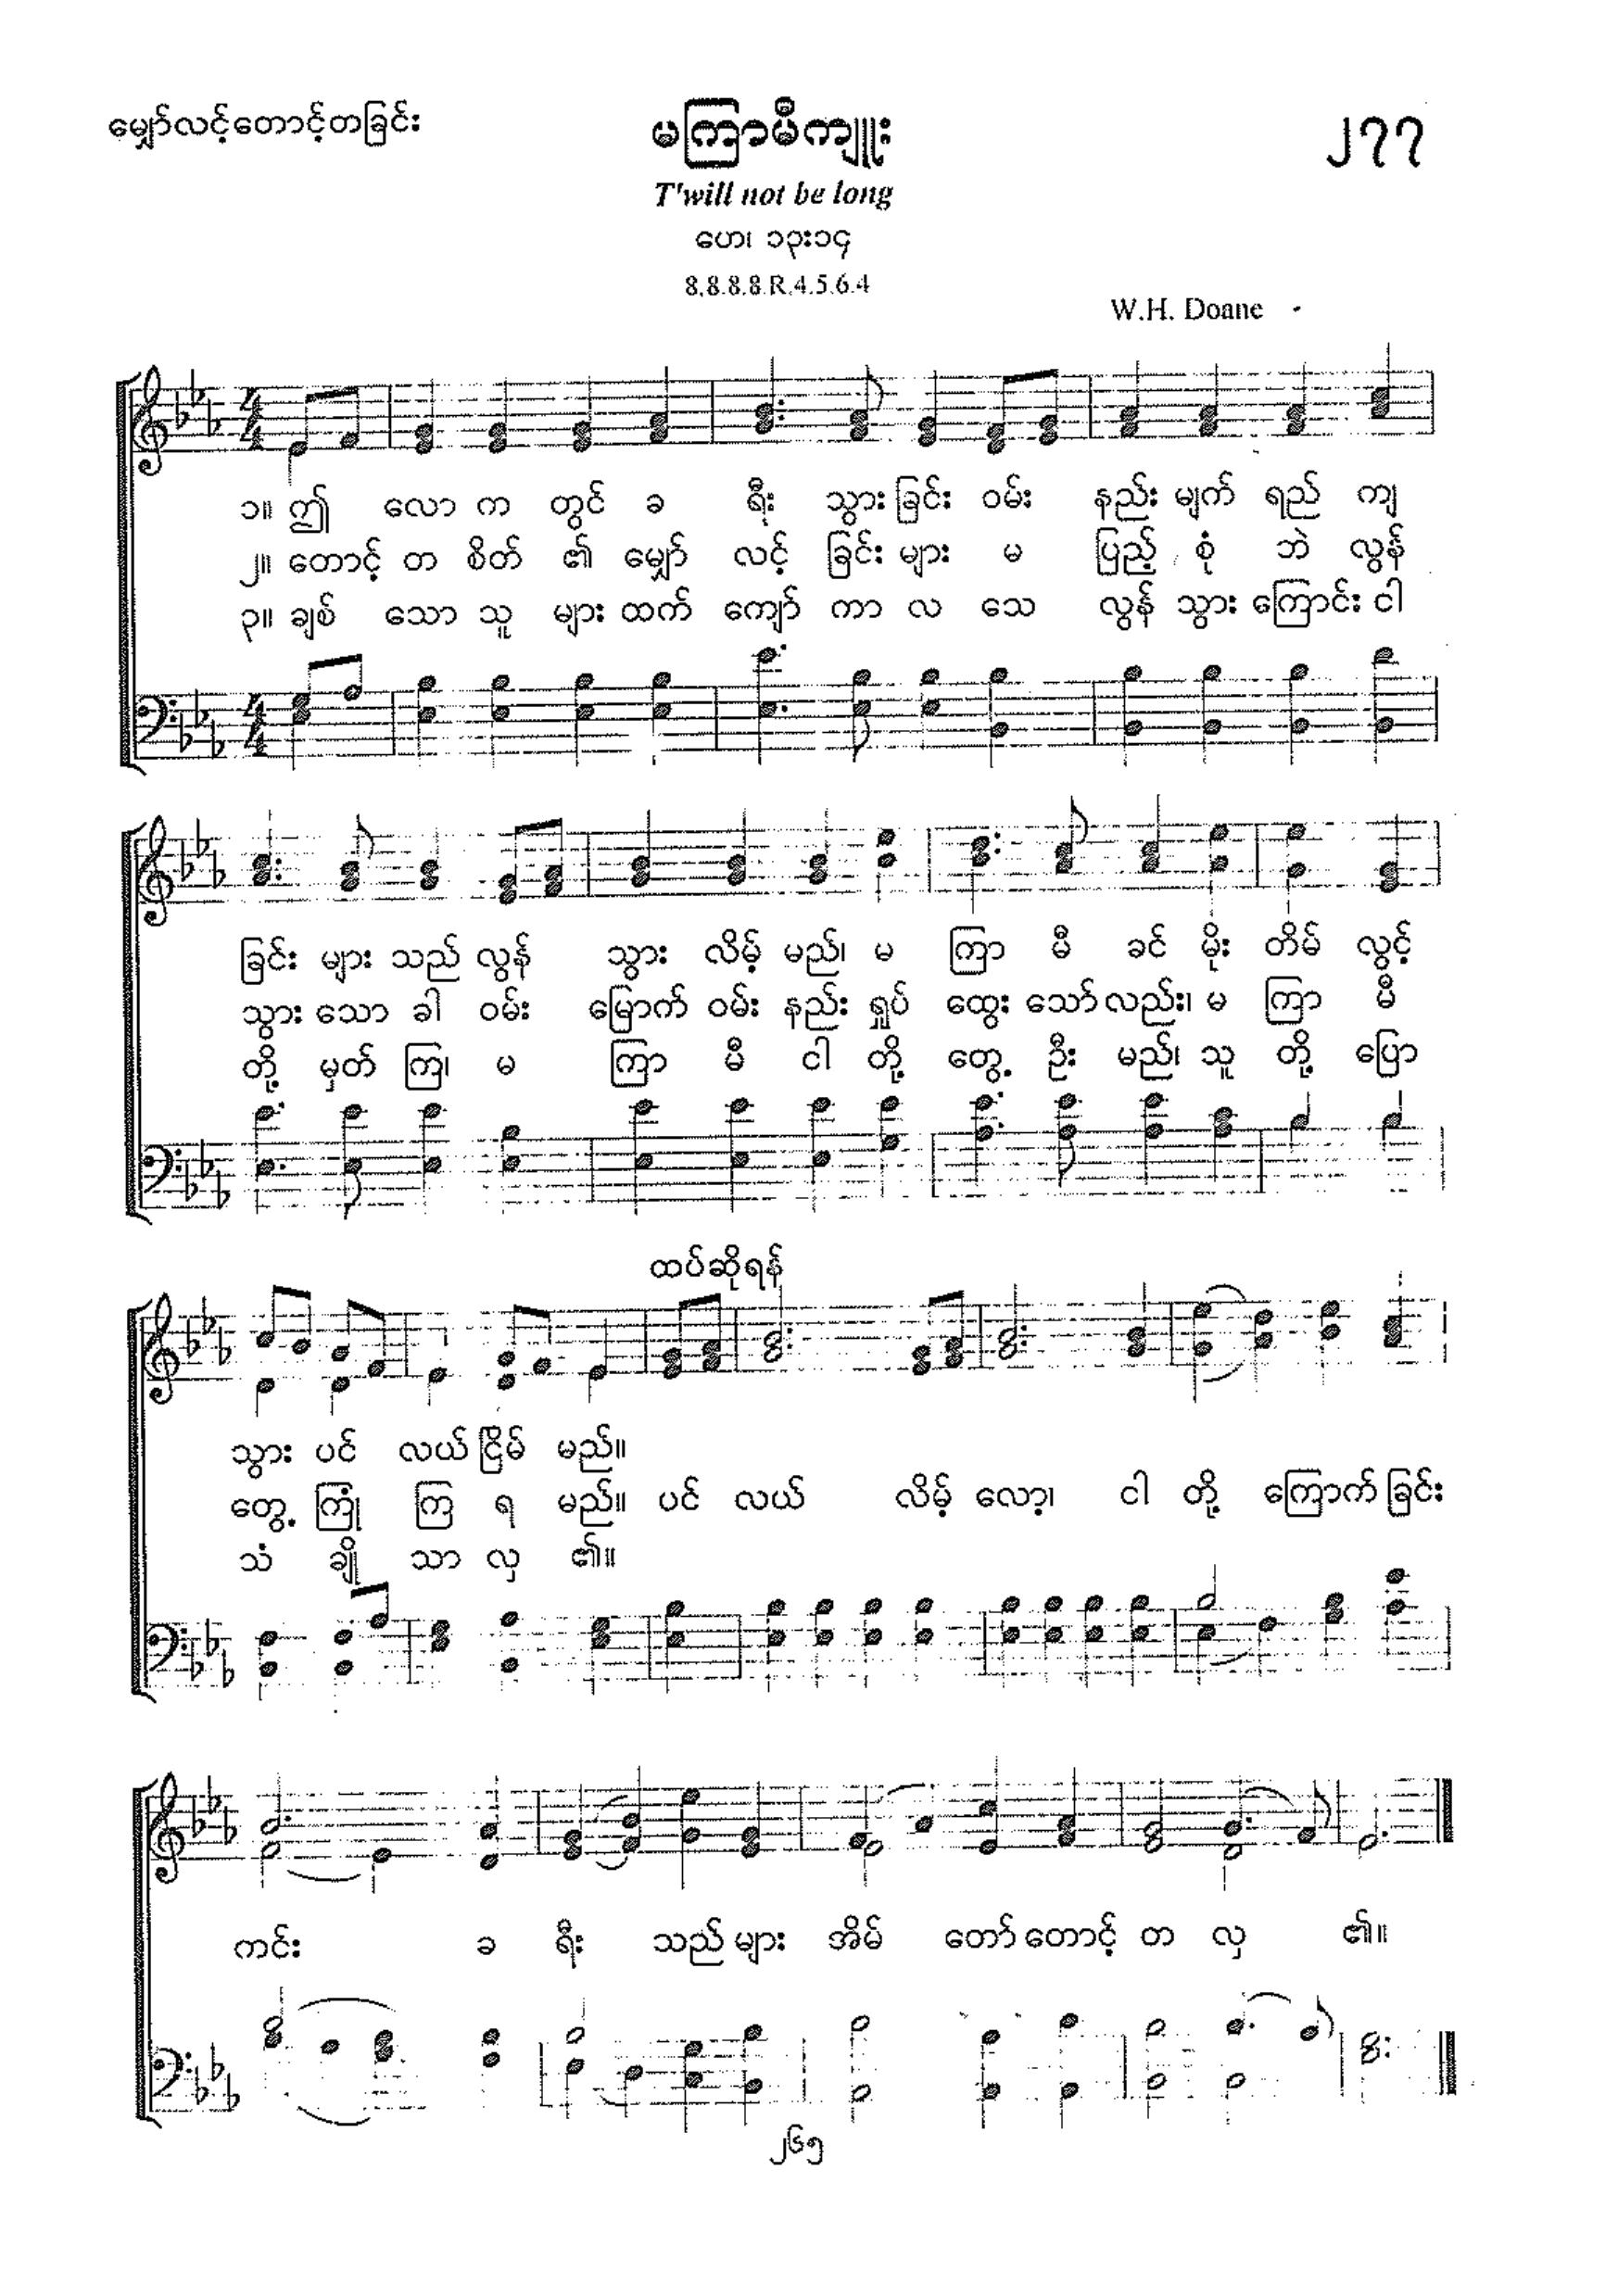 မျှော်လင့်တောင့်တခြင်း
မကြာမီကျူး
၂၇၇
T'will not be long
ဟေ၊ ၁၃း၁၄
8.8.8.8.R.4.5.6.4
W.H. Doane
၁။ ဤ လော က တွင် ခ ရီး သွား ခြင်း ဝမ်း နည်း မျက် ရည် ကျ
၂။ တောင့် တ စိတ် ၏ မျှော် လင့် ခြင်း များ မ ပြည့် စုံ ဘဲ လွန်
၃။ ချစ် သော သူ များ ထက် ကျော် ကာ လ သေ လွန် သွား ကြောင်း ငါ
ခြင်း များ သည် လွန် သွား လိမ့် မည်၊ မ ကြာ မီ ခင် မိုး တိမ် လွင့်
သွား သော ခါ ဝမ်း မြောက် ဝမ်း နည်း ရှုပ် ထွေး သော် လည်း၊ မ ကြာ မီ
တို့ မှတ် ကြ၊ မ ကြာ မီ ငါ တို့ တွေ့ ဦး မည်၊ သူ တို့ ပြော
ထပ်ဆိုရန်
သွား ပင် လယ် ငြိမ် မည်။
တွေ့ ကြုံ ကြ ရ မည်။ ပင် လယ် လိမ့် လော့၊ ငါ တို့ ကြောက် ခြင်း
သံ ချို သာ လှ ၏။
ကင်း ခ ရီး သည် များ အိမ် တော် တောင့် တ လှ ၏။
၂၆၅